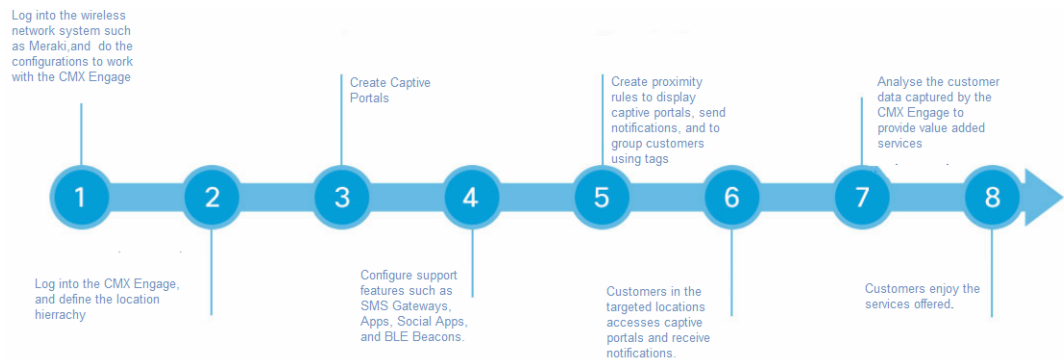 Log into the wireless
network system such
as Meraki,and do the
configurations to work
with the CMX Engage
Create Captive
Portals
Create proximity
rules to display
captive portals, send
notifications, and to
group customers
using tags
Analyse the customer
data captured by the
CMX Engage to
provide value added
services
1
2
3
4
5
6
7
8
Log into the CMX Engage,
and define the location
hierrachy
Configure support
features such as
SMS Gateways,
Apps, Social Apps,
and BLE Beacons.
Customers in the
targeted locations
accesses captive
portals and receive
notifications.
Customers enjoy the
services offered.